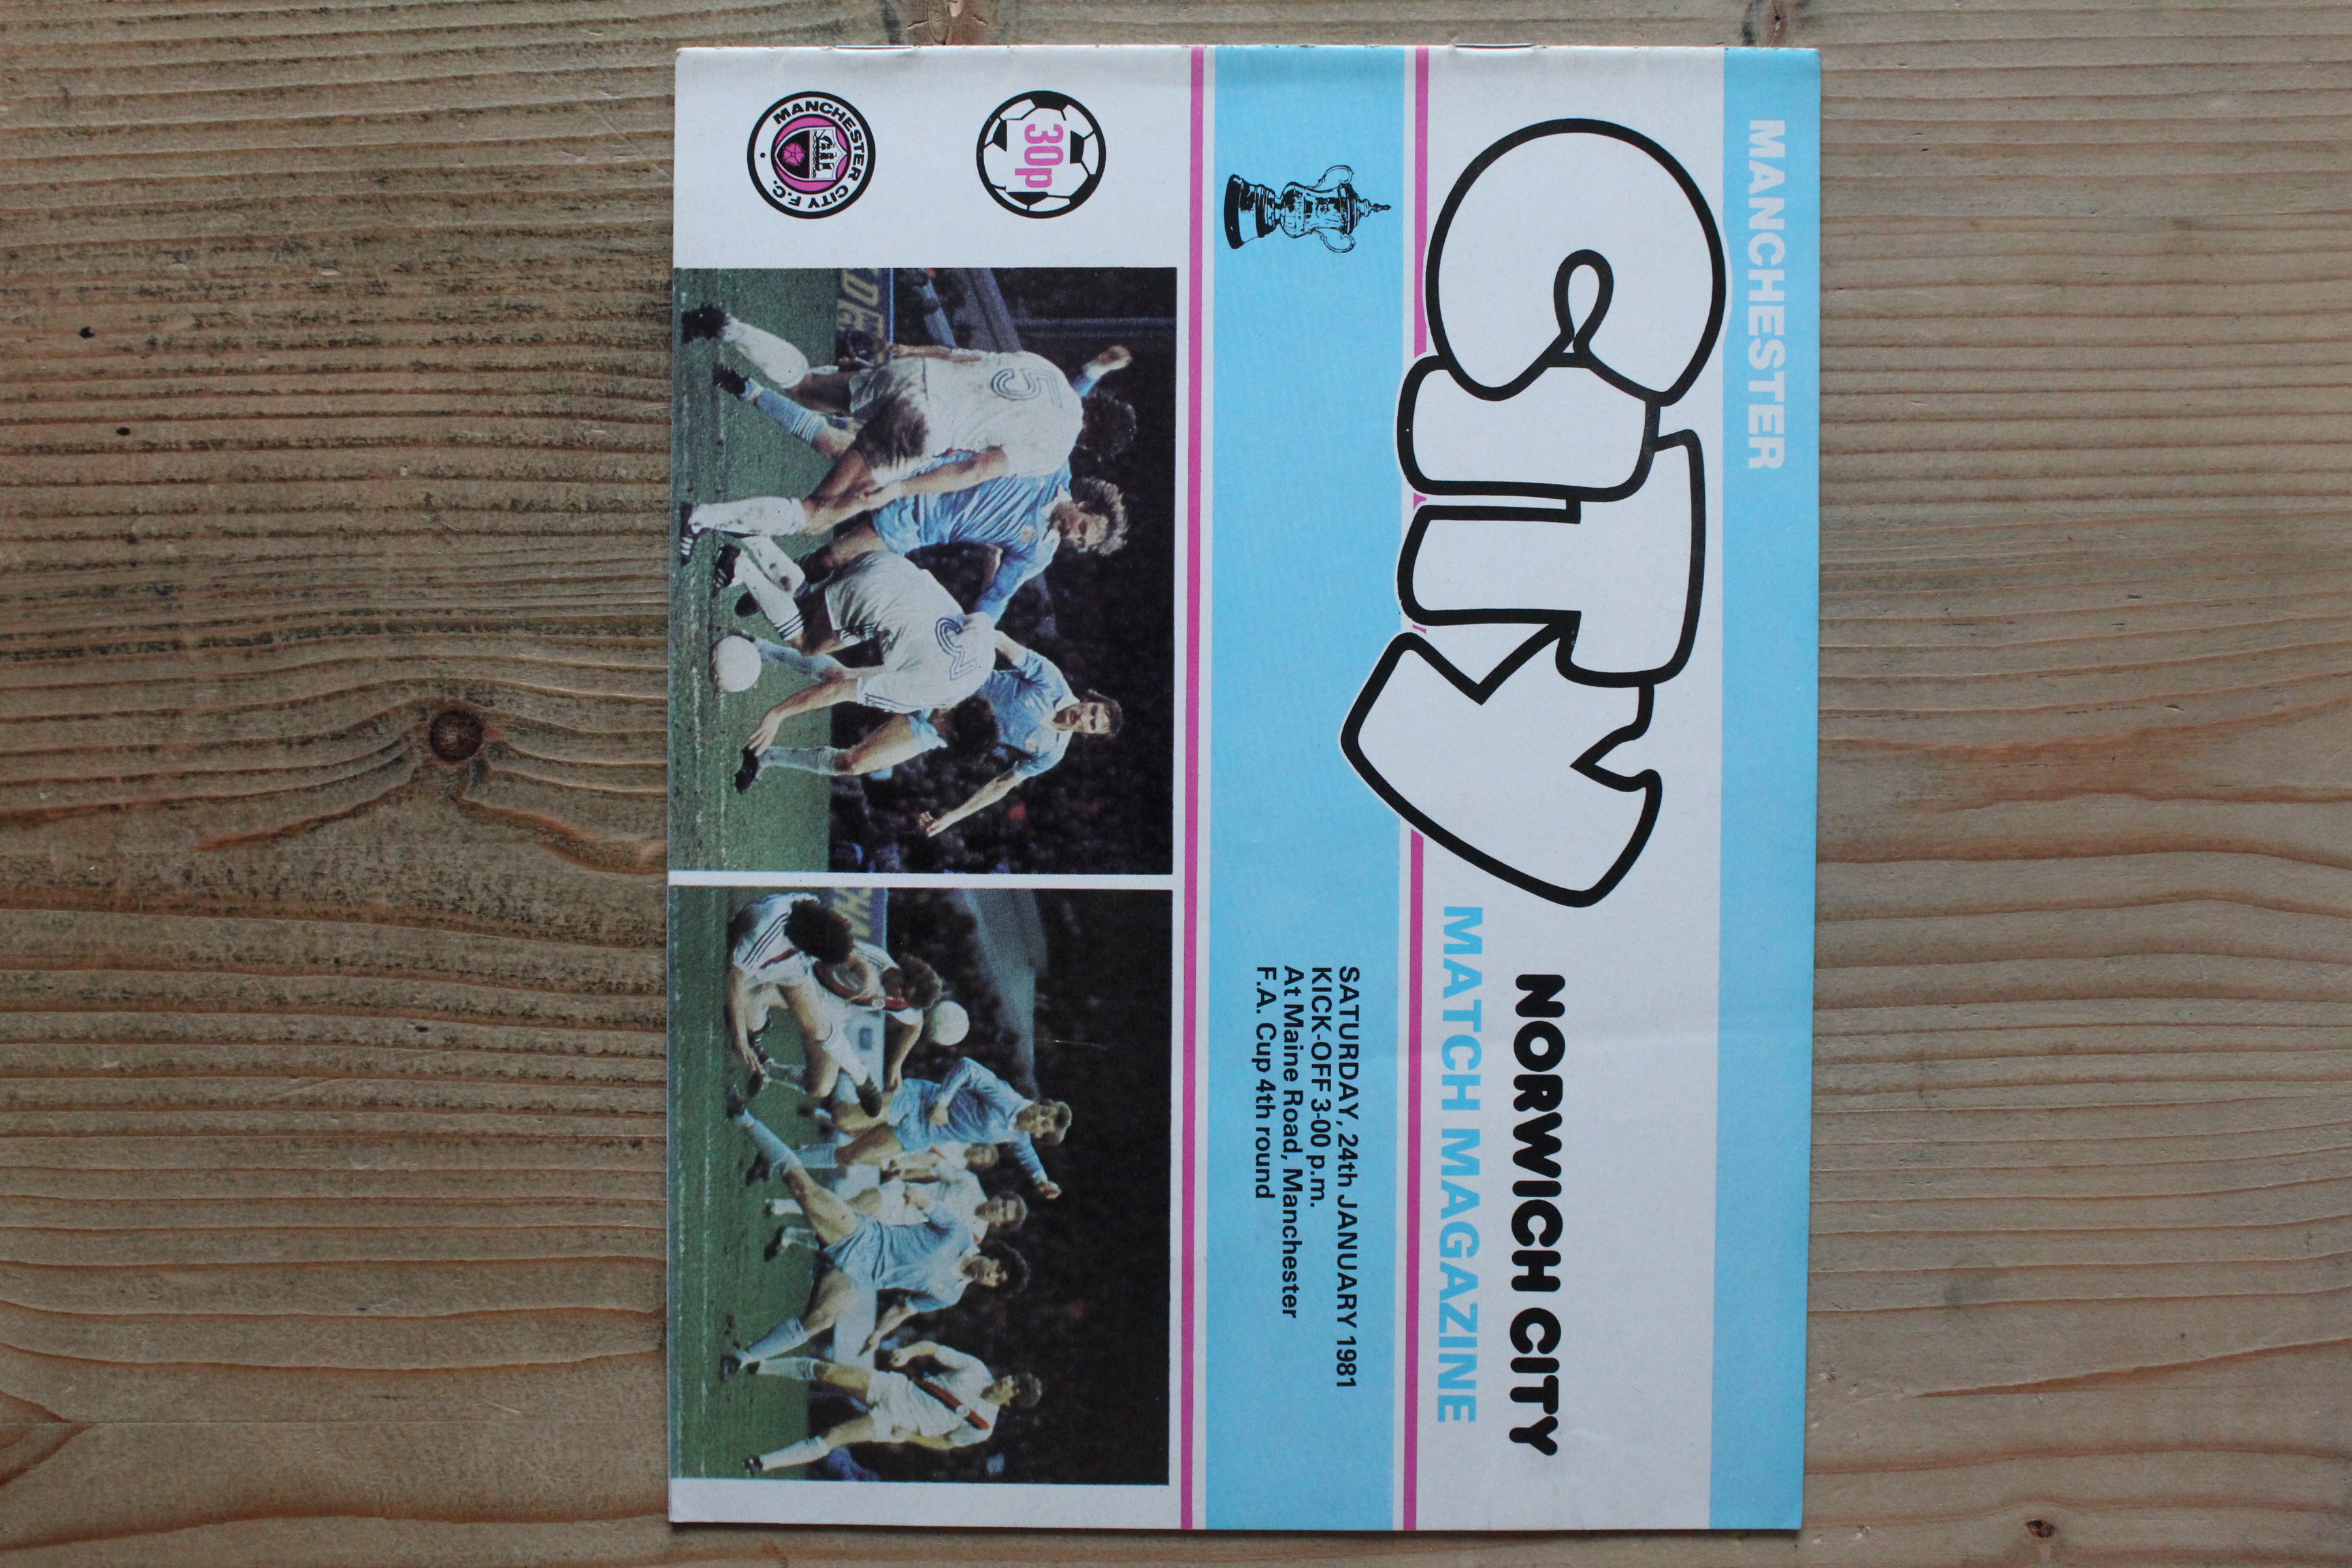 MANCHESTER
CITY
NORWICH CITY
MATCH MAGAZINE
SATURDAY, 24th JANUARY 1981
KICK-OFF 3-00 p.m.
At Maine Road, Manchester
F.A. Cup 4th round
30p
MANCHESTER CITY F.C.
5
3